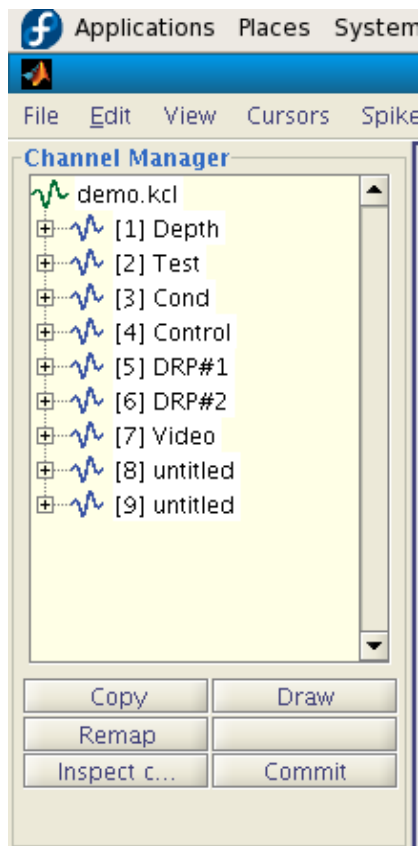 Applications Places System
File Edit View Cursors Spike
Channel Manager
demo.kcl
[1] Depth
[2] Test
[3] Cond
[4] Control
[5] DRP#1
[6] DRP#2
[7] Video
[8] untitled
[9] untitled
Copy Draw
Remap
Inspect c... Commit